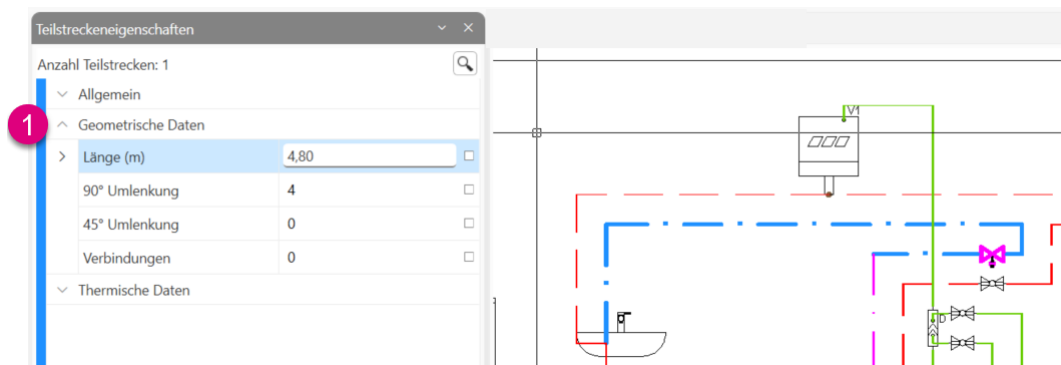 Teilstreckeneigenschaften
Anzahl Teilstrecken: 1
Allgemein
1
Geometrische Daten
Länge (m) 4,80
90° Umlenkung 4
45° Umlenkung 0
Verbindungen 0
Thermische Daten
V1
D